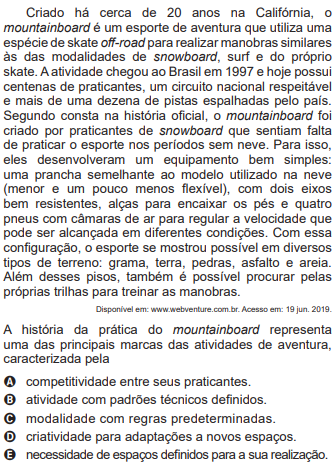 Criado há cerca de 20 anos na Califórnia, o
mountainboard é um esporte de aventura que utiliza uma
espécie de skate off-road para realizar manobras similares
às das modalidades de snowboard, surf e do próprio
skate. A atividade chegou ao Brasil em 1997 e hoje possui
centenas de praticantes, um circuito nacional respeitável
e mais de uma dezena de pistas espalhadas pelo país.
Segundo consta na história oficial, o mountainboard foi
criado por praticantes de snowboard que sentiam falta
de praticar o esporte nos períodos sem neve. Para isso,
eles desenvolveram um equipamento bem simples:
uma prancha semelhante ao modelo utilizado na neve
(menor e um pouco menos flexível), com dois eixos
bem resistentes, alças para encaixar os pés e quatro
pneus com câmaras de ar para regular a velocidade que
pode ser alcançada em diferentes condições. Com essa
configuração, o esporte se mostrou possível em diversos
tipos de terreno: grama, terra, pedras, asfalto e areia.
Além desses pisos, também é possível procurar pelas
próprias trilhas para treinar as manobras.
Disponível em: www.webventure.com.br. Acesso em: 19 jun. 2019.
A história da prática do mountainboard representa
uma das principais marcas das atividades de aventura,
caracterizada pela
A competitividade entre seus praticantes.
B atividade com padrões técnicos definidos.
C modalidade com regras predeterminadas.
D criatividade para adaptações a novos espaços.
E necessidade de espaços definidos para a sua realização.